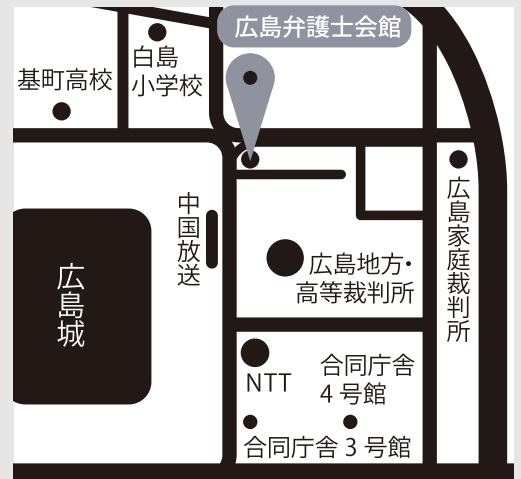 広島弁護士会館
白島
小学校
基町高校
中国放送
広島家庭裁判所
広島城
広島地方・
高等裁判所
NTT
合同庁舎
4号館
合同庁舎3号館